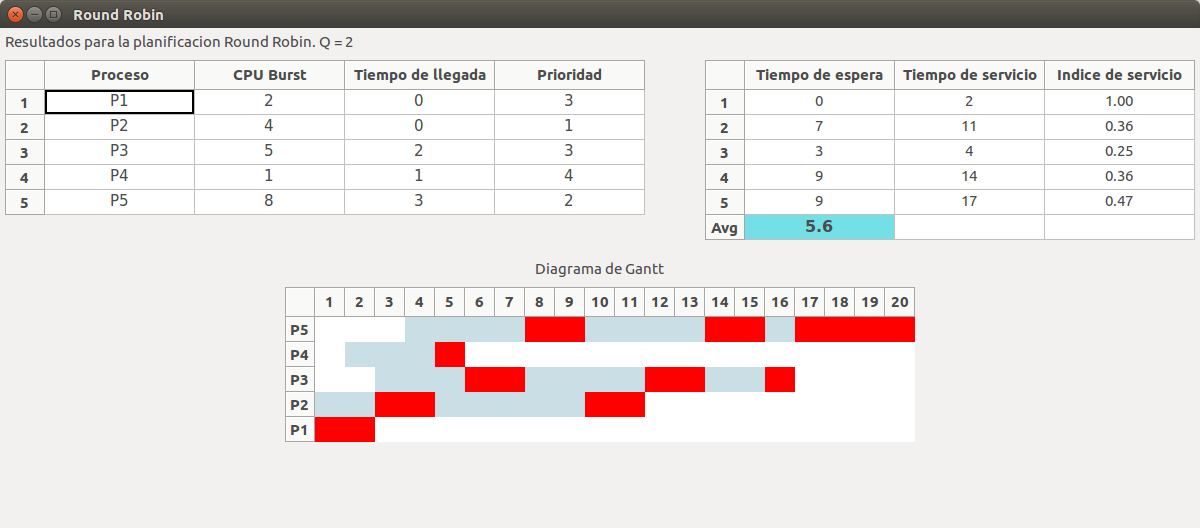 Round Robin
Resultados para la planificacion Round Robin. Q = 2
Proceso CPU Burst Tiempo de llegada Prioridad
1 P1 2 0 3
2 P2 4 0 1
3 P3 5 2 3
4 P4 1 1 4
5 P5 8 3 2
Tiempo de espera Tiempo de servicio Indice de servicio
1 0 2 1.00
2 7 11 0.36
3 3 4 0.25
4 9 14 0.36
5 9 17 0.47
Avg 5.6
Diagrama de Gantt
1 2 3 4 5 6 7 8 9 10 11 12 13 14 15 16 17 18 19 20
P5
P4
P3
P2
P1